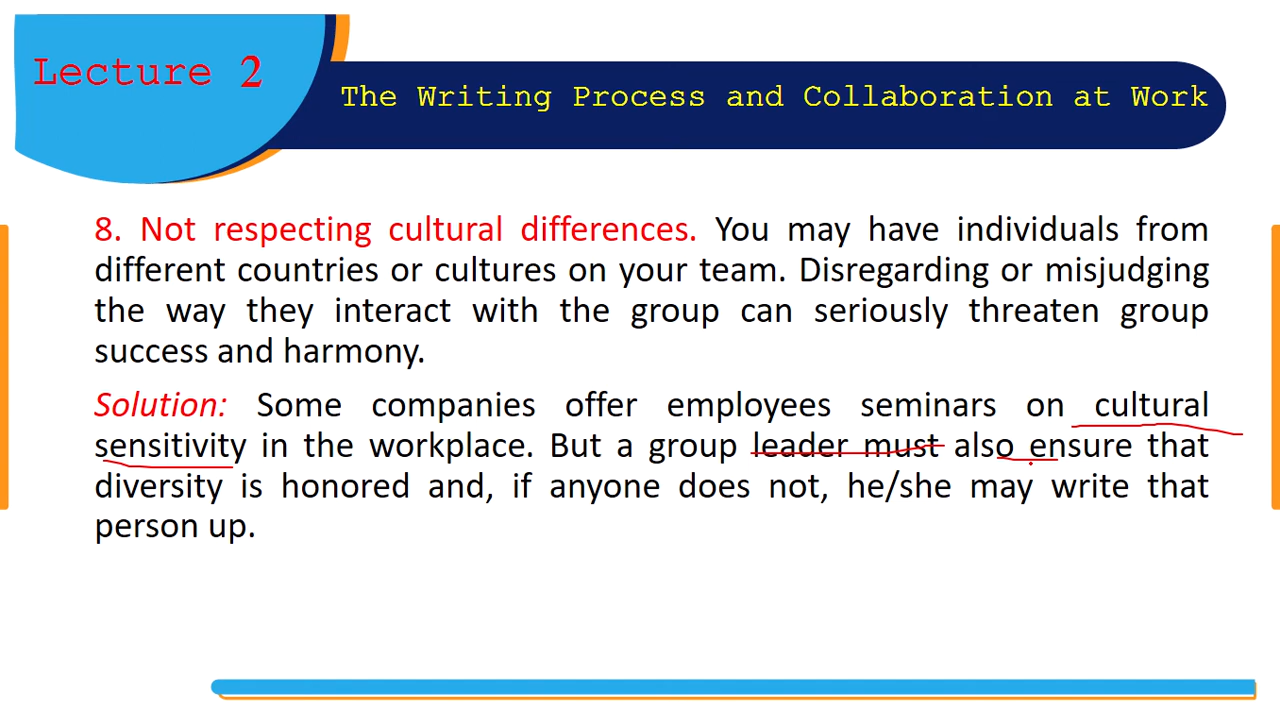 Lecture 2
The Writing Process and Collaboration at Work
8. Not respecting cultural differences. You may have individuals from
different countries or cultures on your team. Disregarding or misjudging
the way they interact with the group can seriously threaten group
success and harmony.
Solution: Some companies offer employees seminars on cultural
sensitivity in the workplace. But a group leader must also ensure that
diversity is honored and, if anyone does not, he/she may write that
person up.